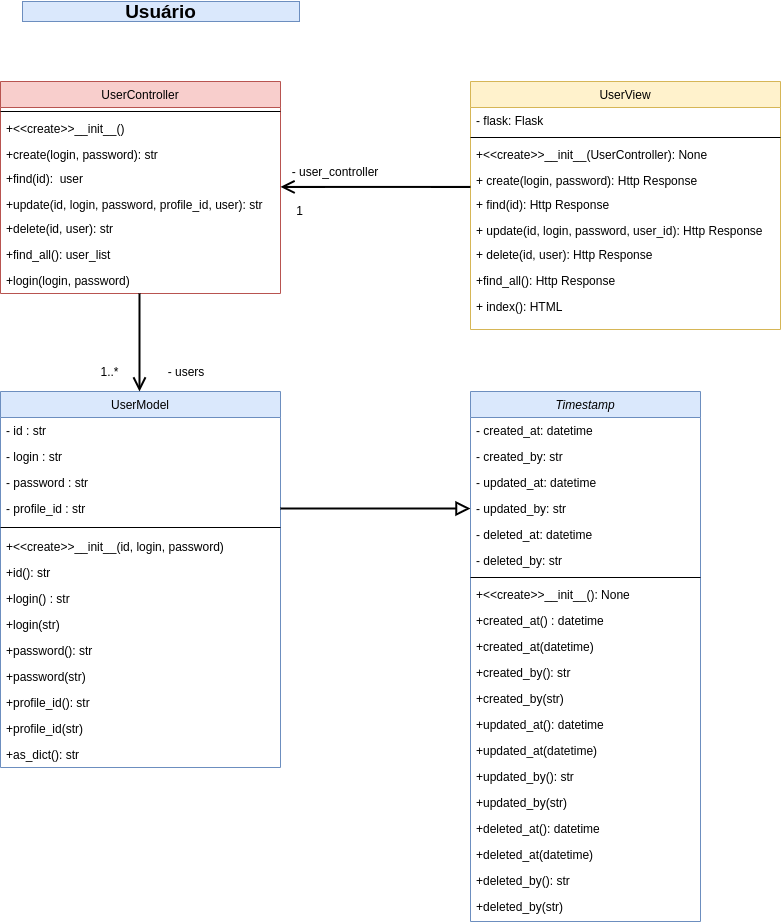 Usuário
UserController
+<<create>>__init__()
+create(login, password): str
+find(id):  user
+update(id, login, password, profile_id, user): str
+delete(id, user): str
+find_all(): user_list
+login(login, password)
- user_controller
1
UserView
- flask: Flask
+<<create>>__init__(UserController): None
+ create(login, password): Http Response
+ find(id): Http Response
+ update(id, login, password, user_id): Http Response
+ delete(id, user): Http Response
+find_all(): Http Response
+ index(): HTML
1..*
- users
UserModel
- id : str
- login : str
- password : str
- profile_id : str
+<<create>>__init__(id, login, password)
+id(): str
+login() : str
+login(str)
+password(): str
+password(str)
+profile_id(): str
+profile_id(str)
+as_dict(): str
Timestamp
- created_at: datetime
- created_by: str
- updated_at: datetime
- updated_by: str
- deleted_at: datetime
- deleted_by: str
+<<create>>__init__(): None
+created_at() : datetime
+created_at(datetime)
+created_by(): str
+created_by(str)
+updated_at(): datetime
+updated_at(datetime)
+updated_by(): str
+updated_by(str)
+deleted_at(): datetime
+deleted_at(datetime)
+deleted_by(): str
+deleted_by(str)